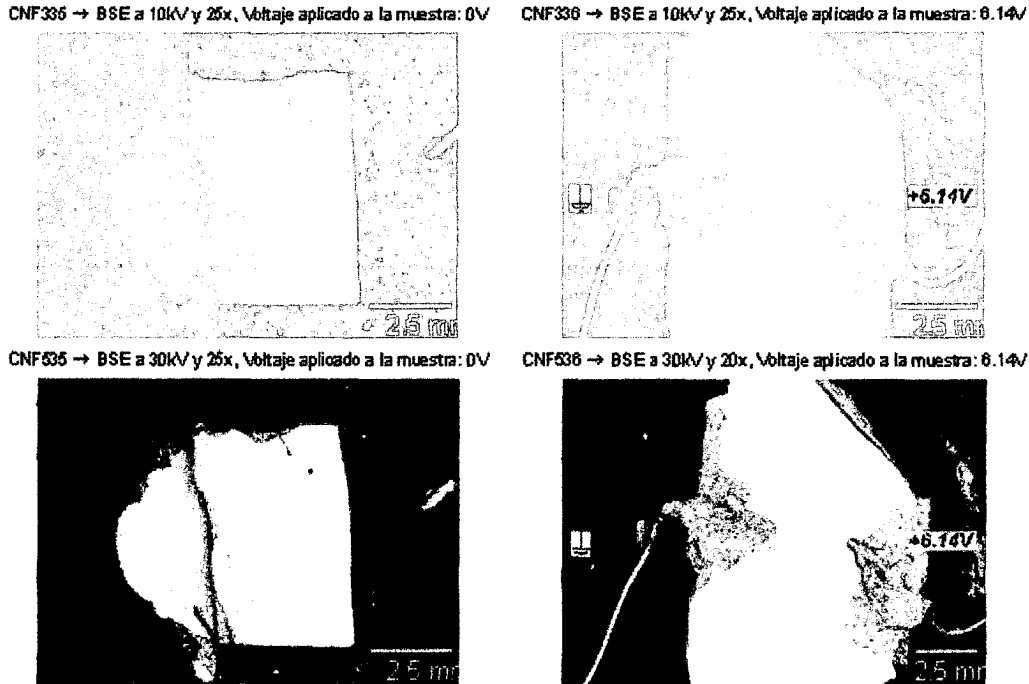 CNF335 → BSE a 10kV y 25x, Voltaje aplicado a la muestra: 0V
CNF336 → BSE a 10kV y 25x, Voltaje aplicado a la muestra: 6.14V
+6.14V
2.5 mm
2.5 mm
CNF535 → BSE a 30kV y 25x, Voltaje aplicado a la muestra: 0V
CNF536 → BSE a 30kV y 20x, Voltaje aplicado a la muestra: 6.14V
+6.14V
2.5 mm
2.5 mm